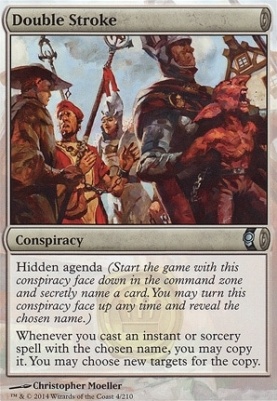 Double Stroke
Conspiracy
Hidden agenda (Start the game with this
conspiracy face down in the command zone
and secretly name a card. You may turn this
conspiracy face up any time and reveal the
chosen name.)
Whenever you cast an instant or sorcery
spell with the chosen name, you may copy
it. You may choose new targets for the copy.
Christopher Moeller
™ & © 2014 Wizards of the Coast 4/210